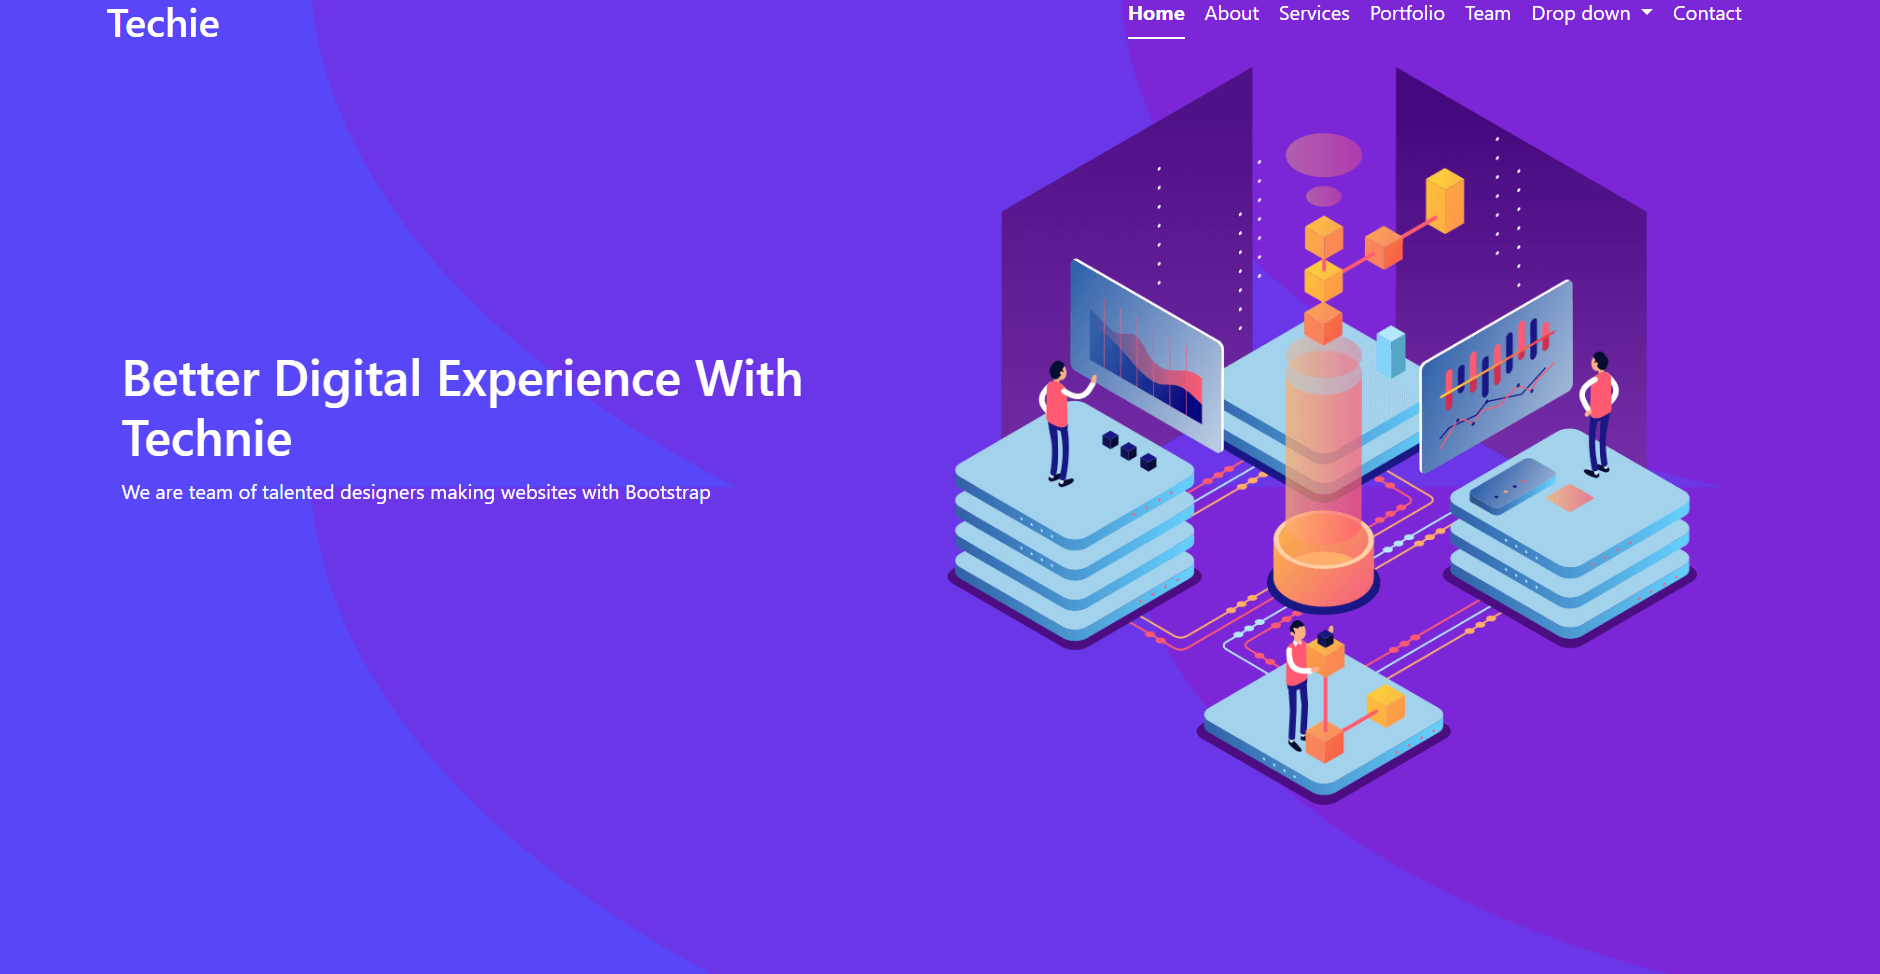 Techie
Home About Services Portfolio Team Drop down Contact
Better Digital Experience With
Technie
We are team of talented designers making websites with Bootstrap